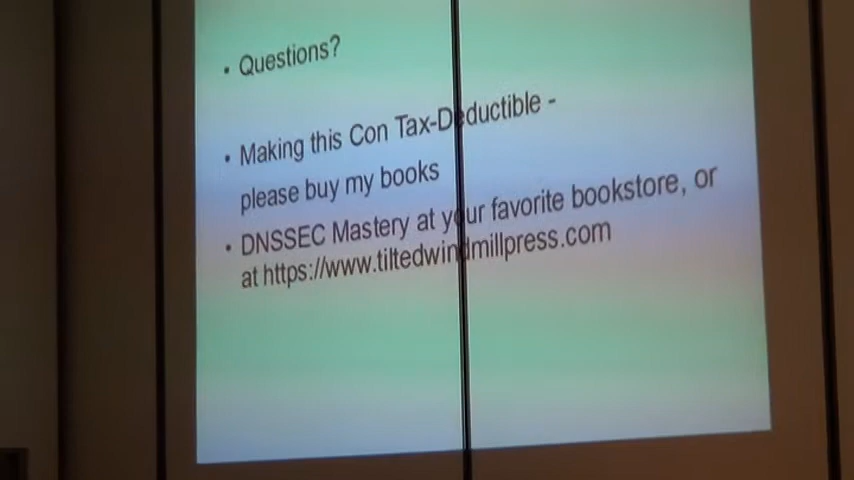 • Questions?
• Making this Con Tax-Deductible -
please buy my books
• DNSSEC Mastery at your favorite bookstore, or
at https://www.tiltedwindmillpress.com